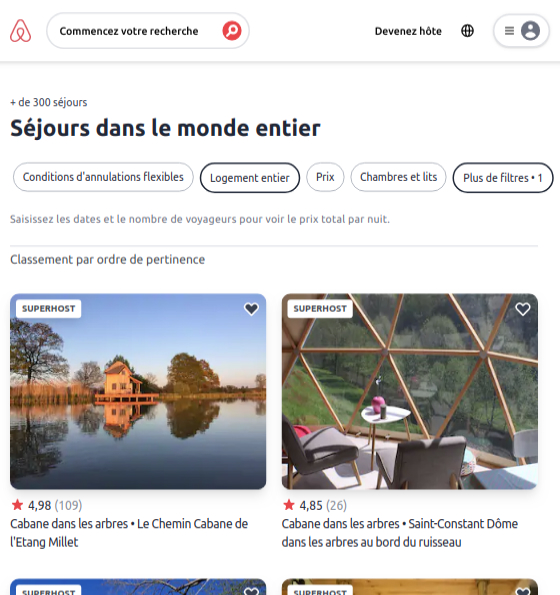 Commencez votre recherche
Devenez hôte
+ de 300 séjours
Séjours dans le monde entier
Conditions d'annulations flexibles
Logement entier
Prix
Chambres et lits
Plus de filtres • 1
Saisissez les dates et le nombre de voyageurs pour voir le prix total par nuit.
Classement par ordre de pertinence
SUPERHOST
SUPERHOST
4,98 (109)
Cabane dans les arbres • Le Chemin Cabane de
l'Etang Millet
4,85 (26)
Cabane dans les arbres • Saint-Constant Dôme
dans les arbres au bord du ruisseau
SUPERHOST
SUPERHOST